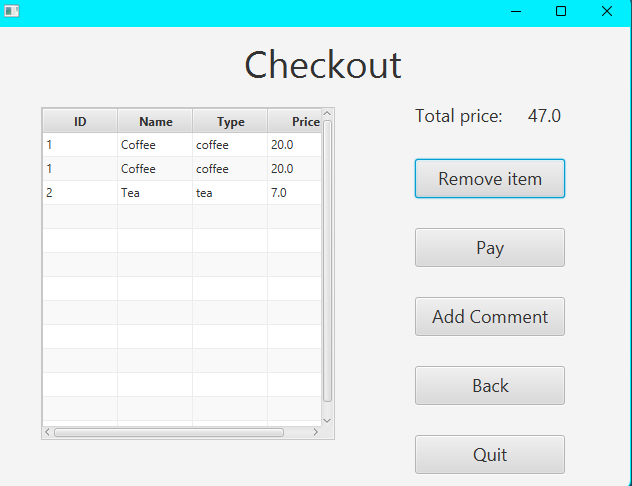 Checkout
ID Name Type Price
1 Coffee coffee 20.0
1 Coffee coffee 20.0
2 Tea tea 7.0
Total price: 47.0
Remove item
Pay
Add Comment
Back
Quit